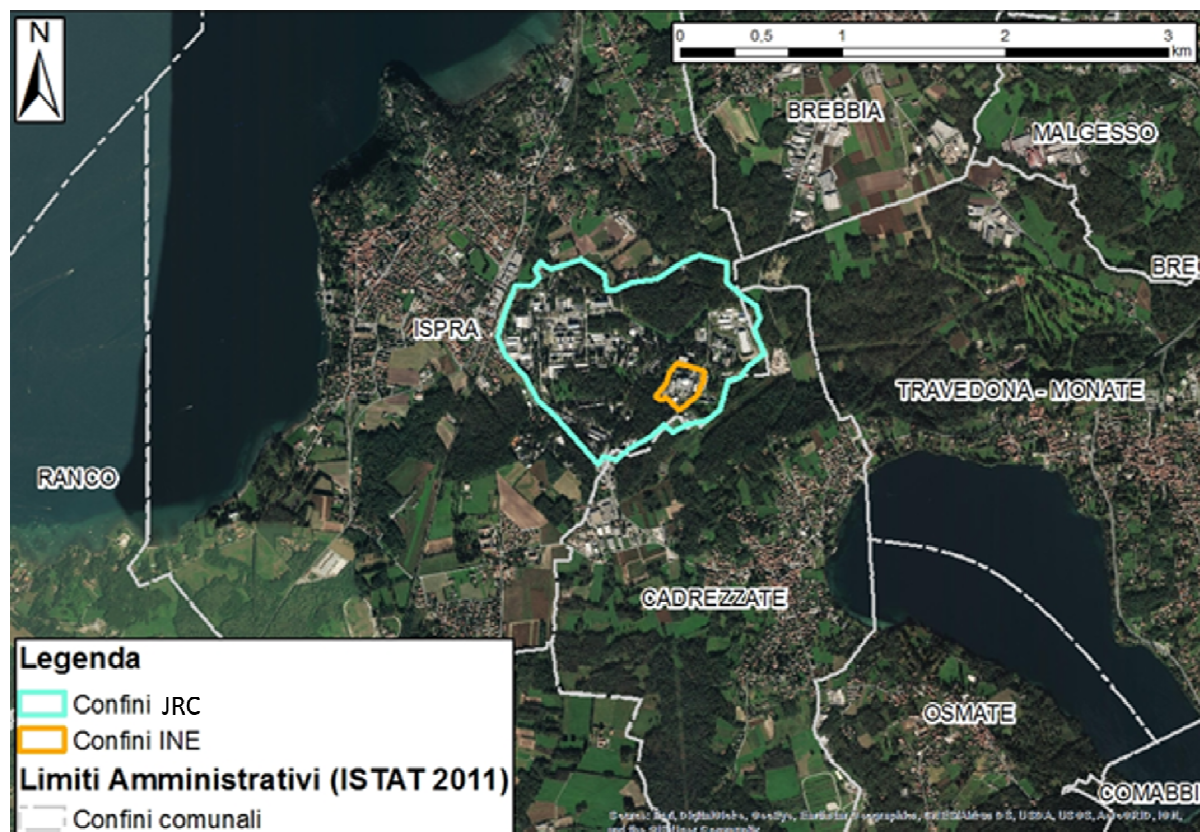 N
0 0,5 1 2 3
km
BREBBIA
MALGESSO
BRE
ISPRA
TRAVEDONA - MONATE
RANCO
CADREZZATE
OSMATE
COMABBI
Legenda
Confini JRC
Confini INE
Limiti Amministrativi (ISTAT 2011)
Confini comunali